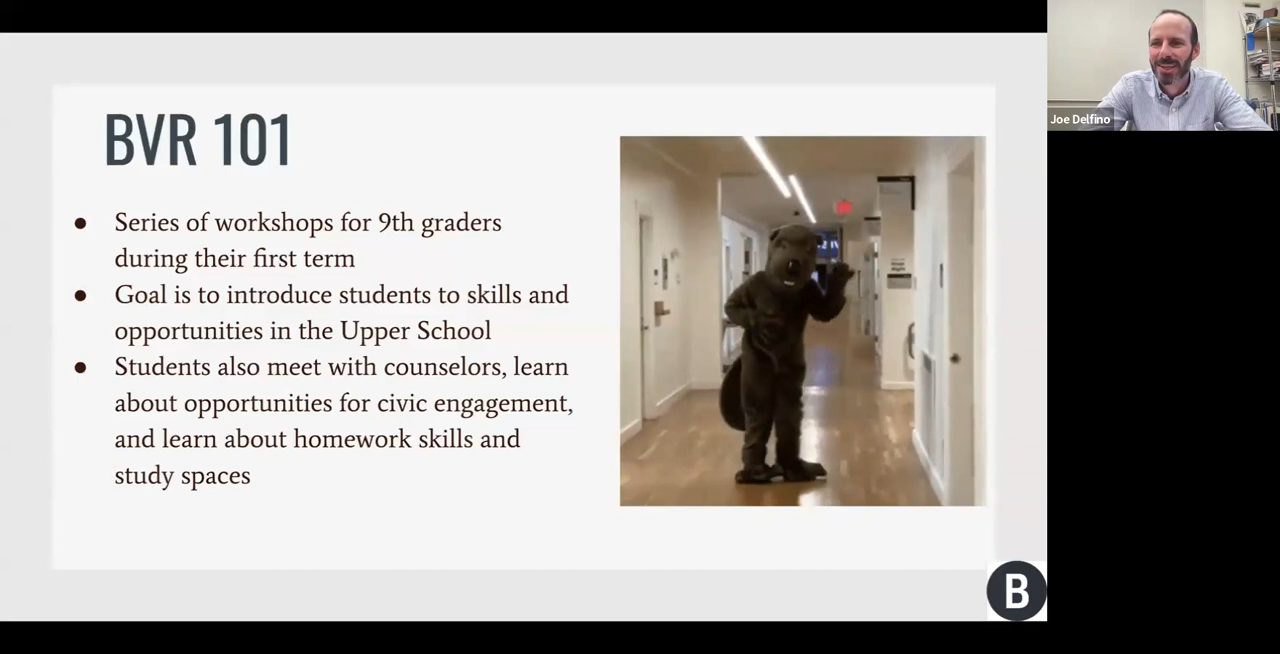 BVR 101
● Series of workshops for 9th graders
during their first term
● Goal is to introduce students to skills and
opportunities in the Upper School
● Students also meet with counselors, learn
about opportunities for civic engagement,
and learn about homework skills and
study spaces
Joe Delfino
B